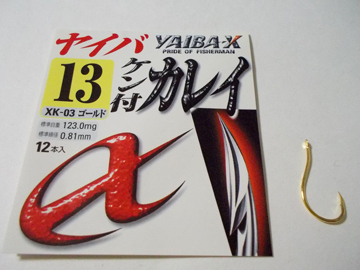 ヤイバ YAIBA-X
PRIDE OF FISHERMAN
13
ケン付
カレイ
XK-03 ゴールド
標準自重 123.0mg
標準線径 0.81mm
12本入